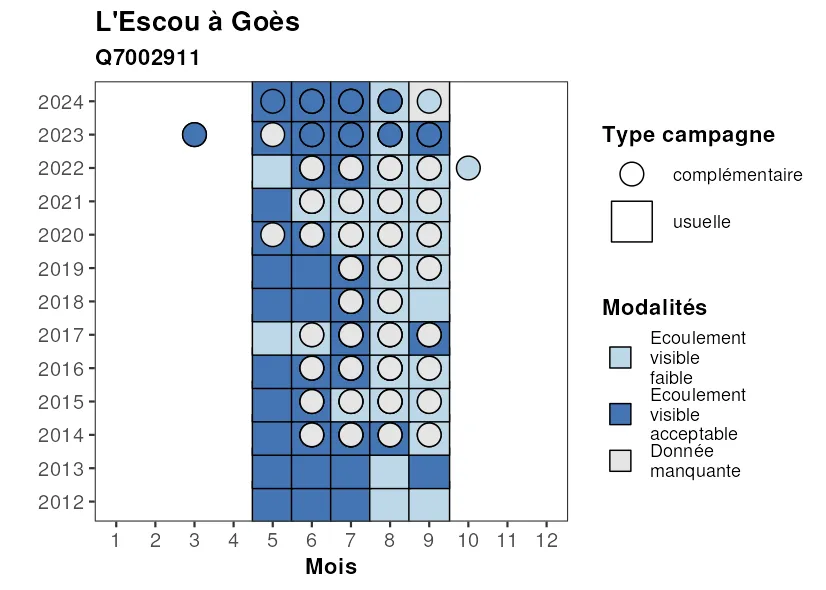 L'Escou à Goès
Q7002911
2024
2023
2022
2021
2020
2019
2018
2017
2016
2015
2014
2013
2012
1 2 3 4 5 6 7 8 9 10 11 12
Mois
Type campagne
complémentaire
usuelle
Modalités
Ecoulement
visible
faible
Ecoulement
visible
acceptable
Donnée
manquante